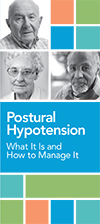 Postural
Hypotension
What It Is and
How to Manage It